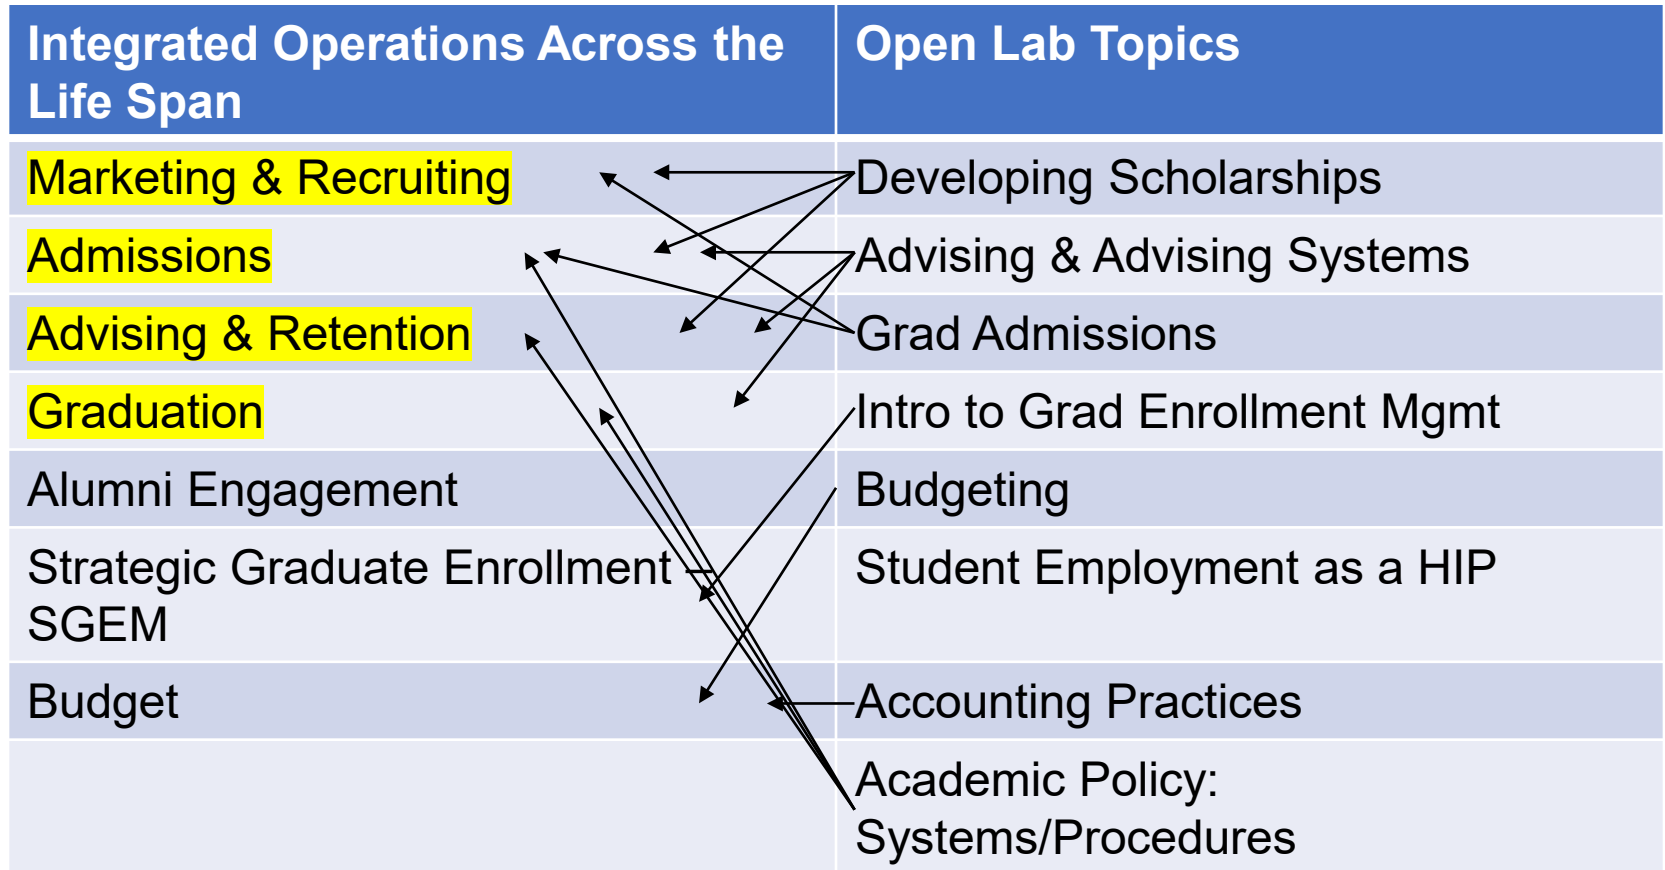 Integrated Operations Across the
Life Span
Open Lab Topics
Marketing & Recruiting
Developing Scholarships
Admissions
Advising & Advising Systems
Advising & Retention
Grad Admissions
Graduation
Intro to Grad Enrollment Mgmt
Alumni Engagement
Budgeting
Strategic Graduate Enrollment –
SGEM
Student Employment as a HIP
Budget
Accounting Practices
Academic Policy:
Systems/Procedures